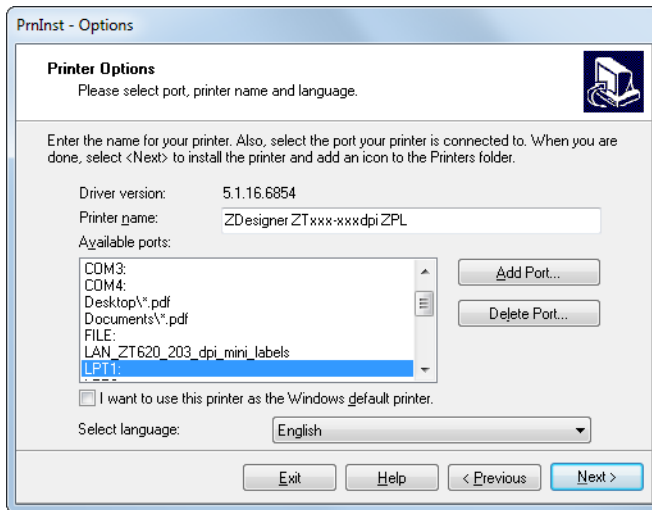 PrnInst - Options
Printer Options
Please select port, printer name and language.
Enter the name for your printer. Also, select the port your printer is connected to. When you are
done, select <Next> to install the printer and add an icon to the Printers folder.
Driver version: 5.1.16.6854
Printer name: ZDesigner ZTxxx-xxxdpi ZPL
Available ports:
COM3:
COM4:
Desktop\*.pdf
Documents\*.pdf
FILE:
LAN_ZT620_203_dpi_mini_labels
LPT1:
Add Port...
Delete Port...
I want to use this printer as the Windows default printer.
Select language: English
Exit Help < Previous Next >